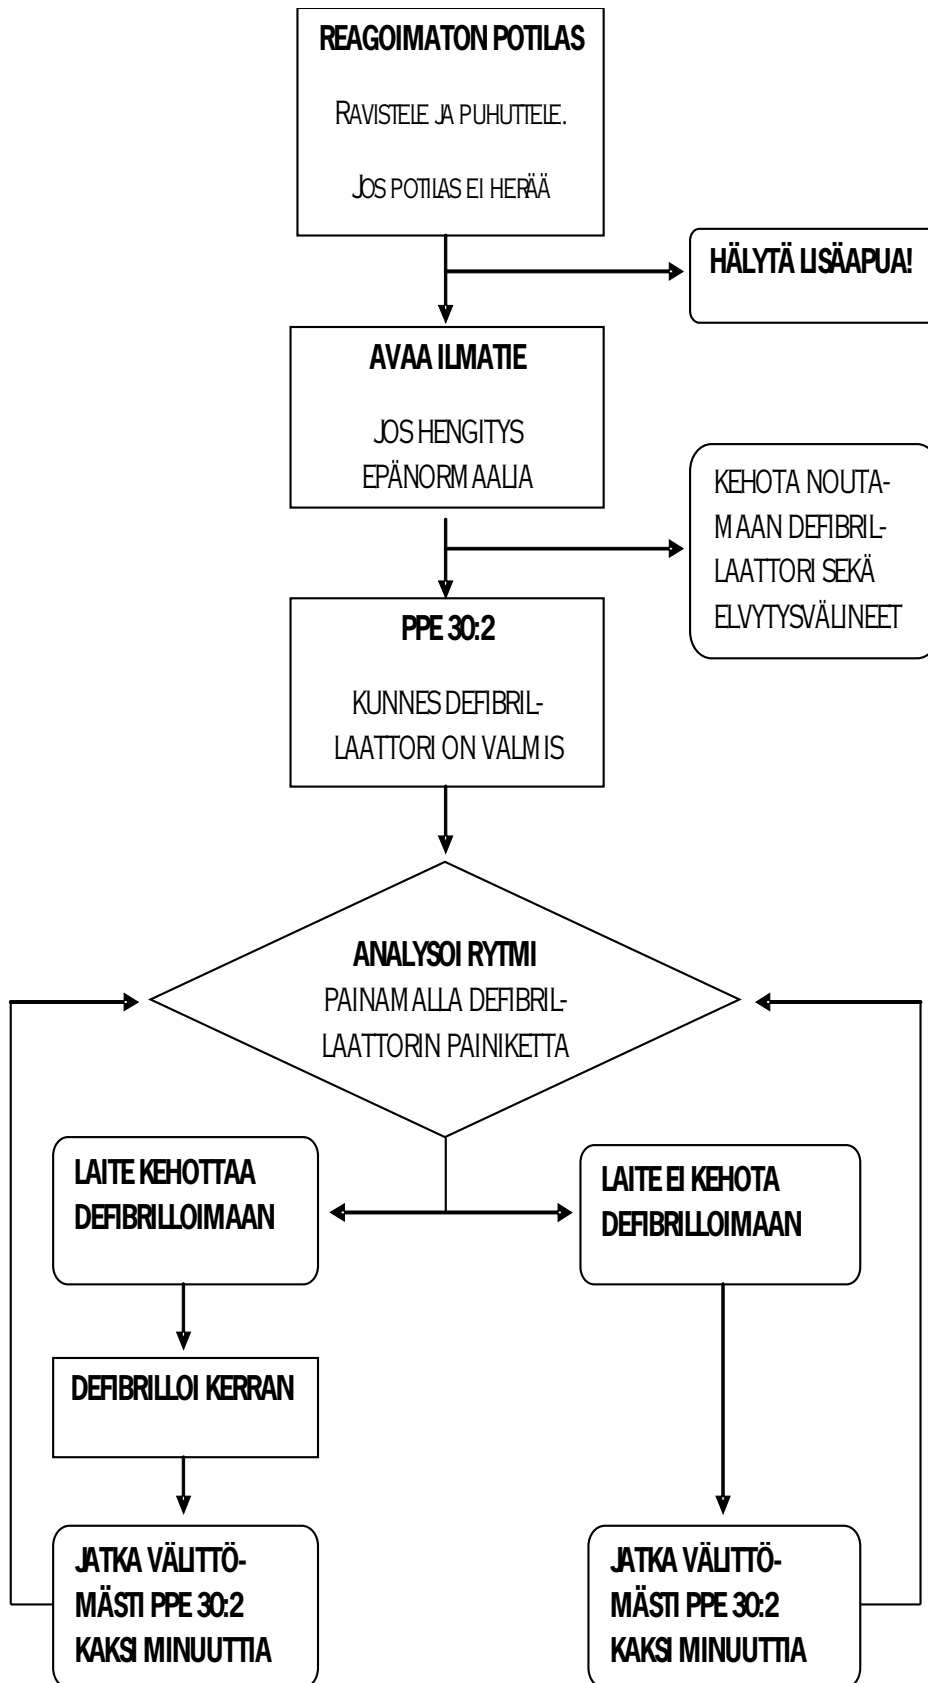 REAGOIMATON POTILAS
RAVISTELE JA PUHUTTELE.
JOS POTILAS EI HERÄÄ
HÄLYTÄ LISÄAPUA!
AVAA ILMATIE
JOS HENGITYS
EPÄNORMAALIA
KEHOTA NOUTA-
MAAN DEFIBRIL-
LAATTORI SEKÄ
ELVYTYSVÄLINEET
PPE 30:2
KUNNES DEFIBRIL-
LAATTORI ON VALMIS
ANALYSOI RYTMI
PAINAMALLA DEFIBRIL-
LAATTORIN PAINIKETTA
LAITE KEHOTTAA
DEFIBRILLOIMAAN
LAITE EI KEHOTA
DEFIBRILLOIMAAN
DEFIBRILLOI KERRAN
JATKA VÄLITTÖ-
MÄSTI PPE 30:2
KAKSI MINUUTTIA
JATKA VÄLITTÖ-
MÄSTI PPE 30:2
KAKSI MINUUTTIA